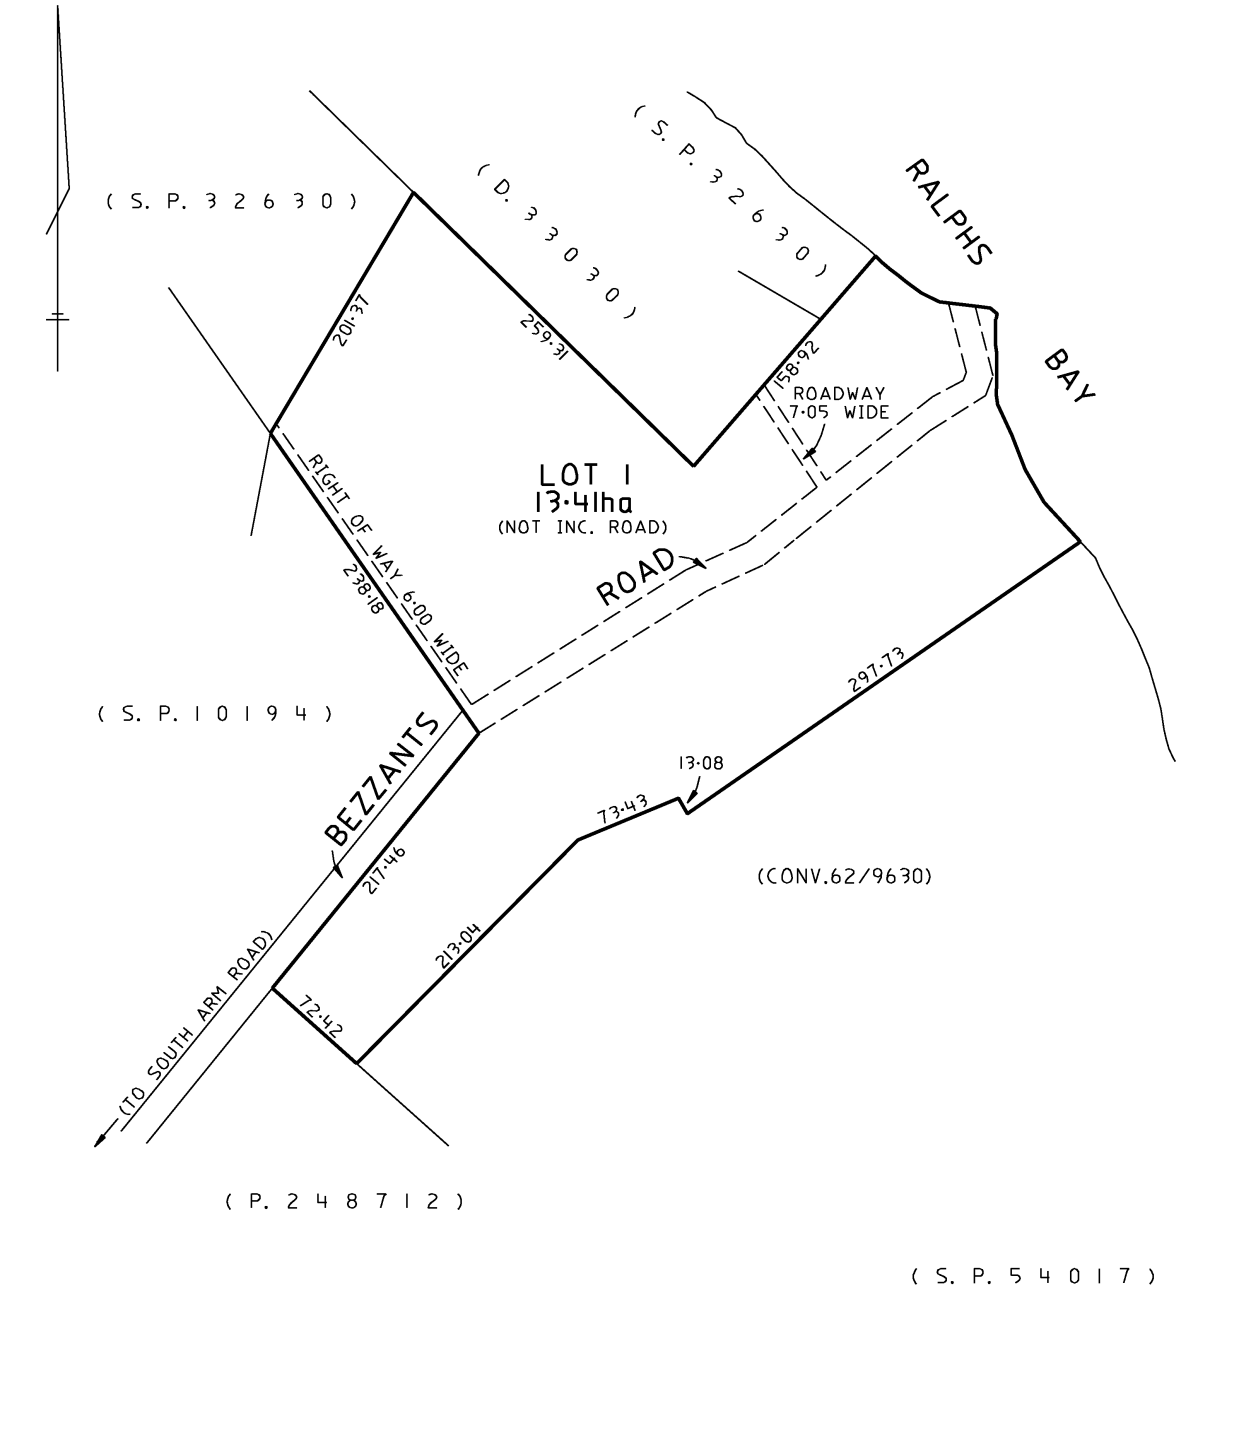 ( S. P. 3 2 6 3 0 )
( D. 3 3 0 3 0 )
( S. P. 3 2 6 3 0 )
RALPHS
BAY
201·37
259·31
158·92
ROADWAY
7·05 WIDE
LOT 1
13·41ha
(NOT INC. ROAD)
RIGHT OF WAY 6·00 WIDE
238·18
ROAD
297·73
( S. P. 1 0 1 9 4 )
BEZZANTS
13·08
73·43
217·46
(CONV.62/9630)
213·04
72·42
(TO SOUTH ARM ROAD)
( P. 2 4 8 7 1 2 )
( S. P. 5 4 0 1 7 )